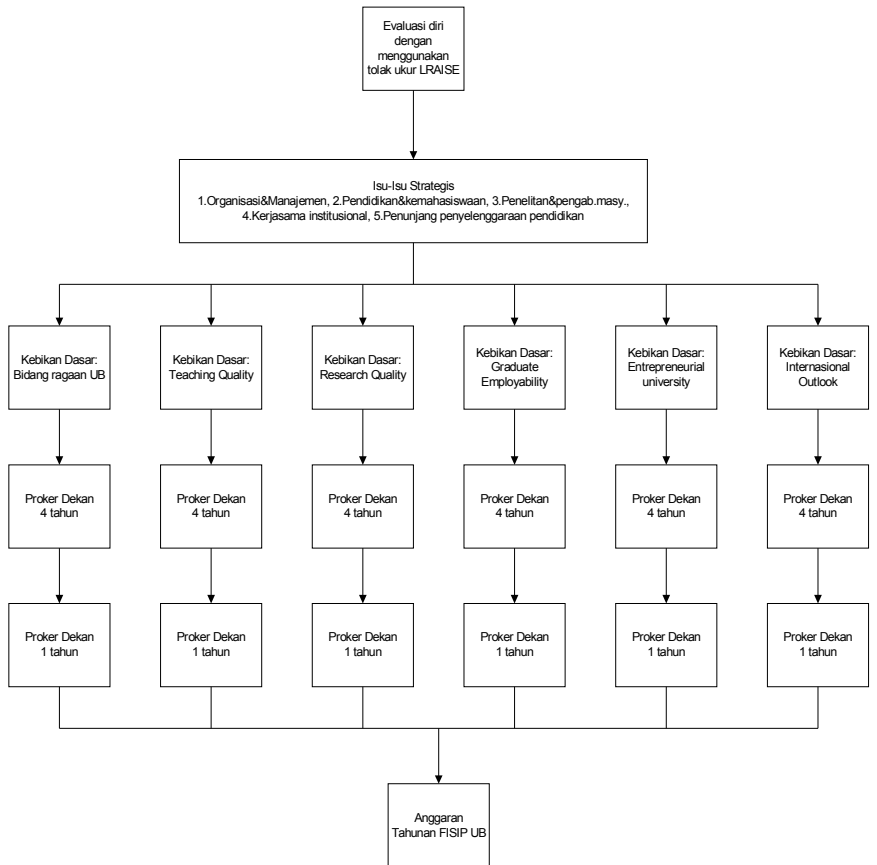 Evaluasi diri
dengan
menggunakan
tolak ukur LRAISE
Isu-Isu Strategis
1.Organisasi&Manajemen, 2.Pendidikan&kemahasiswaan, 3.Penelitan&pengab.masy.,
4.Kerjasama institusional, 5.Penunjang penyelenggaraan pendidikan
Kebikan Dasar:
Bidang ragaan UB
Kebikan Dasar:
Teaching Quality
Kebikan Dasar:
Research Quality
Kebikan Dasar:
Graduate
Employability
Kebikan Dasar:
Entrepreneurial
university
Kebikan Dasar:
Internasional
Outlook
Proker Dekan
4 tahun
Proker Dekan
4 tahun
Proker Dekan
4 tahun
Proker Dekan
4 tahun
Proker Dekan
4 tahun
Proker Dekan
4 tahun
Proker Dekan
1 tahun
Proker Dekan
1 tahun
Proker Dekan
1 tahun
Proker Dekan
1 tahun
Proker Dekan
1 tahun
Proker Dekan
1 tahun
Anggaran
Tahunan FISIP UB